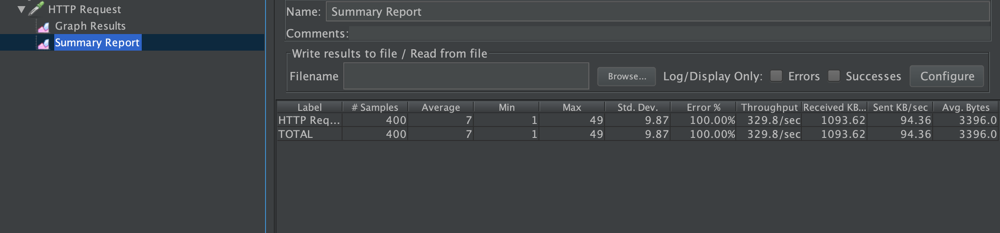 HTTP Request
Graph Results
Summary Report
Name: Summary Report
Comments:
Write results to file / Read from file
Filename Browse... Log/Display Only: Errors Successes Configure
Label # Samples Average Min Max Std. Dev. Error % Throughput Received KB... Sent KB/sec Avg. Bytes
HTTP Req... 400 7 1 49 9.87 100.00% 329.8/sec 1093.62 94.36 3396.0
TOTAL 400 7 1 49 9.87 100.00% 329.8/sec 1093.62 94.36 3396.0